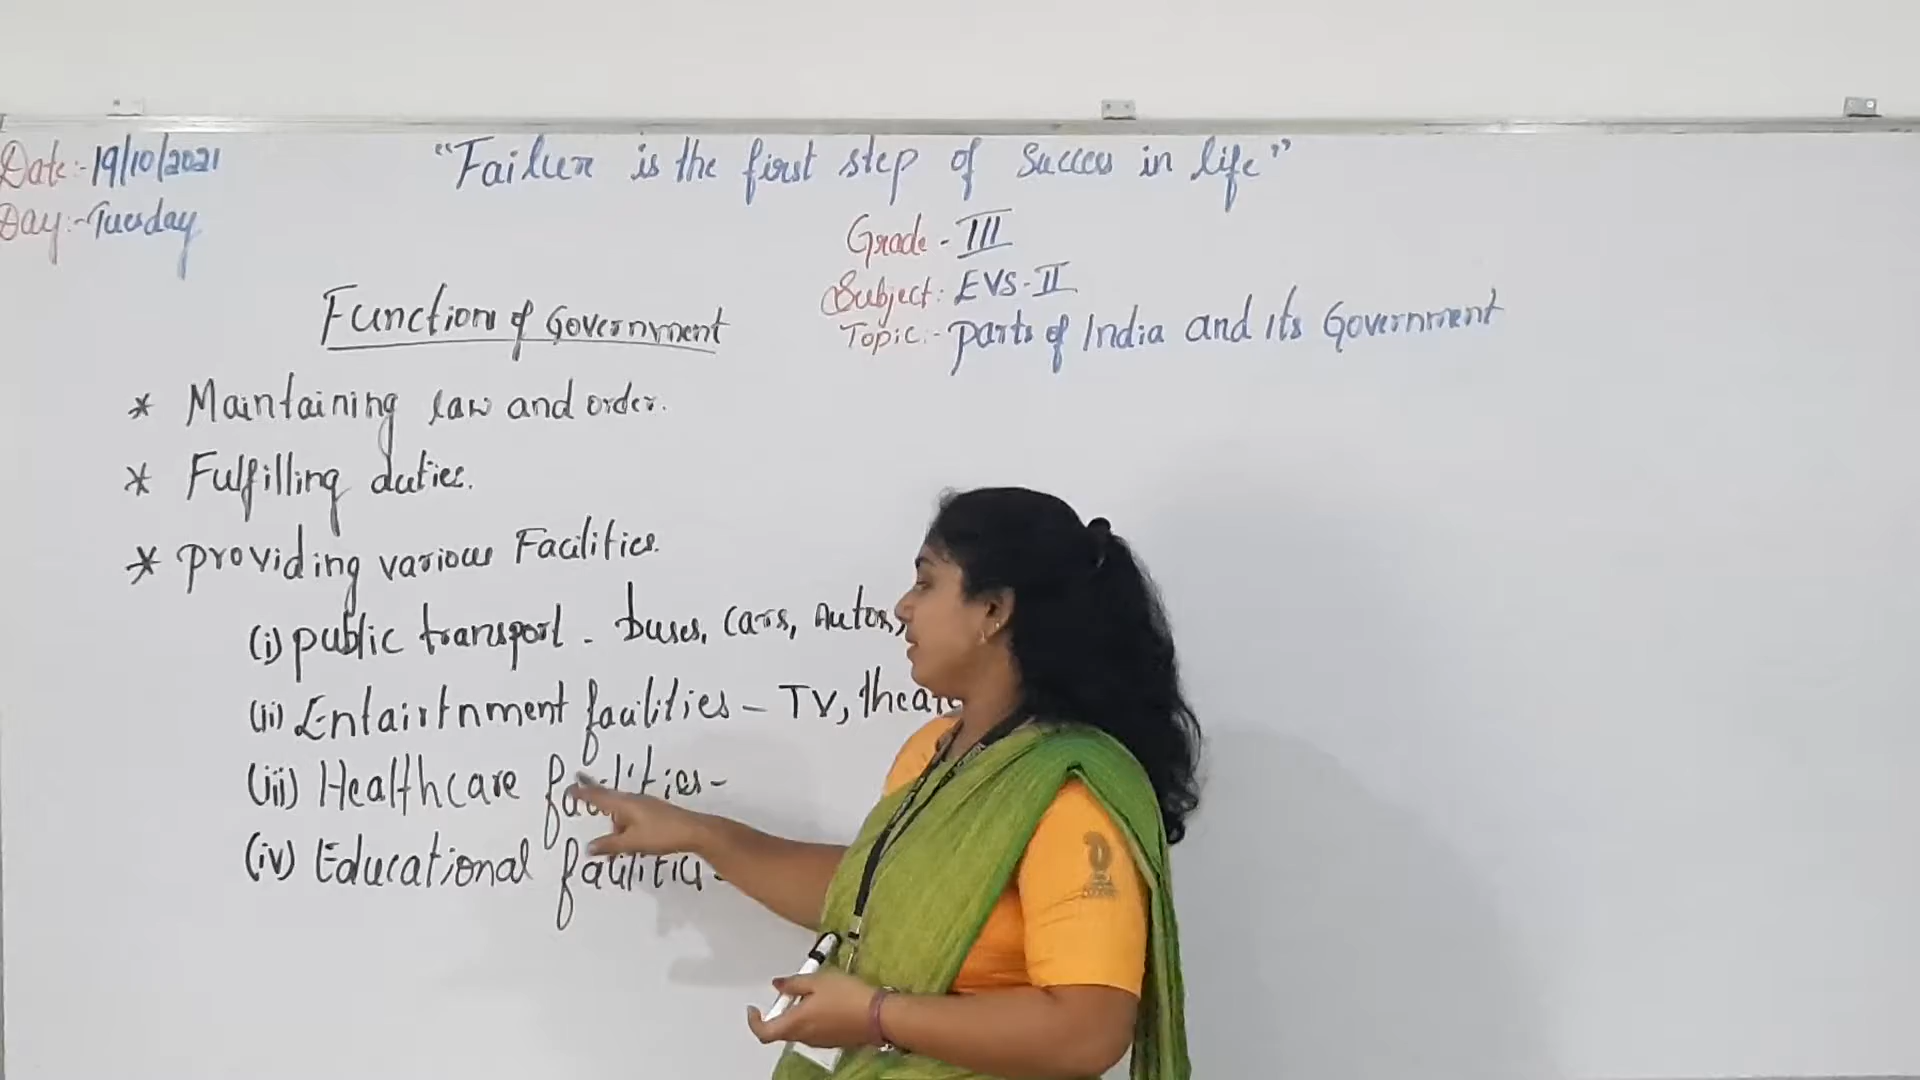 Date:-19/10/2021
Day:-Tuesday
"Failure is the first step of Success in life"
Grade - III
Subject: EVS-II
Topic:- Parts of India and its Government
Function of Government
* Maintaining law and order.
* Fulfilling duties.
* Providing various Facilities.
(i) public transport - buses, cars, Autos,
(ii) Entairtnment facilities - TV, theatr
(iii) Healthcare facilities -
(iv) Educational facilities -